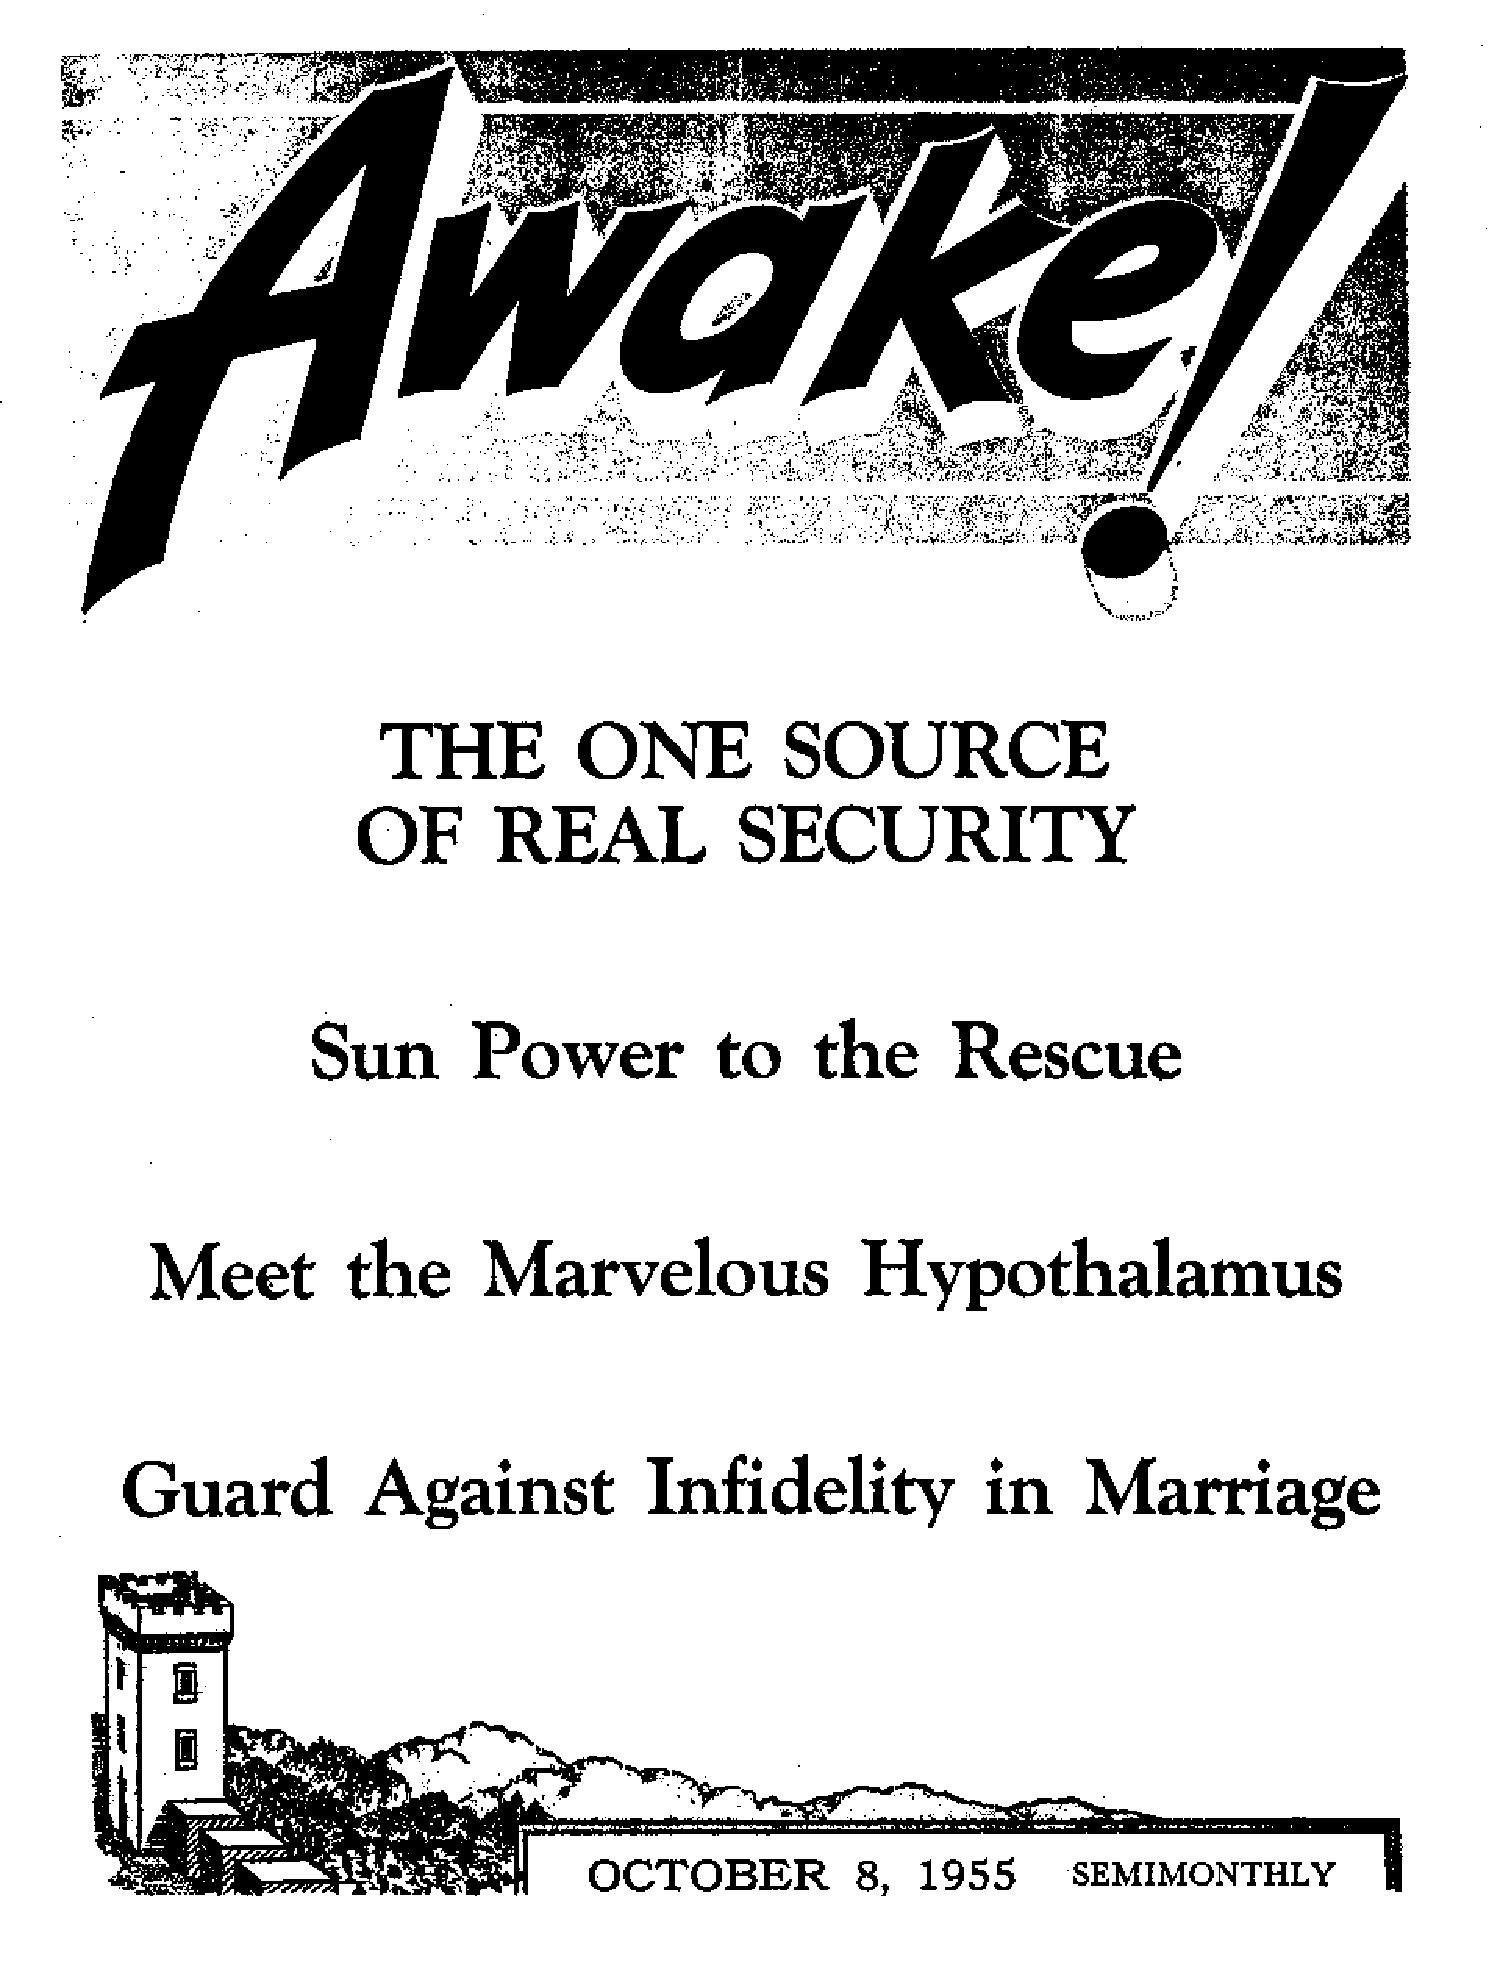 Awake!
THE ONE SOURCE
OF REAL SECURITY
Sun Power to the Rescue
Meet the Marvelous Hypothalamus
Guard Against Infidelity in Marriage
OCTOBER 8, 1955 SEMIMONTHLY